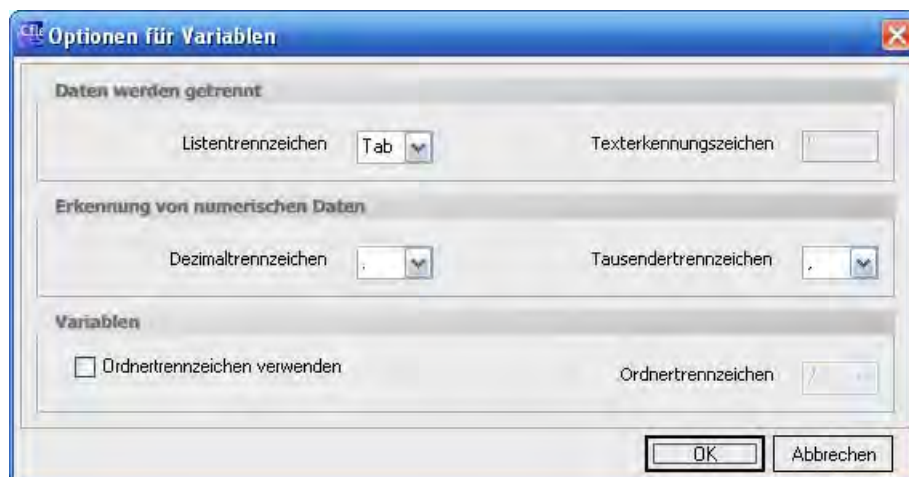 Optionen für Variablen
Daten werden getrennt
Listentrennzeichen Tab Texterkennungszeichen
Erkennung von numerischen Daten
Dezimaltrennzeichen . Tausendertrennzeichen ,
Variablen
Ordnertrennzeichen verwenden Ordnertrennzeichen /
OK Abbrechen